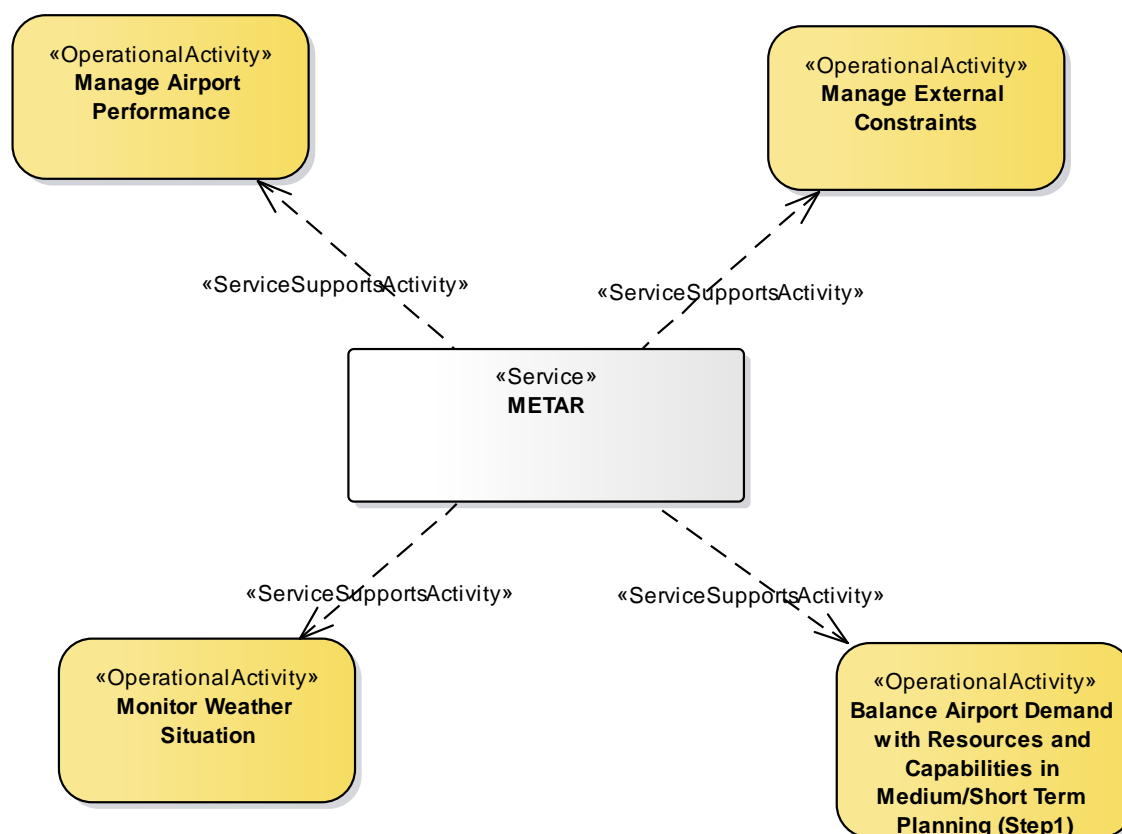 «OperationalActivity»
Manage Airport
Performance
«OperationalActivity»
Manage External
Constraints
«ServiceSupportsActivity»
«ServiceSupportsActivity»
«Service»
METAR
«ServiceSupportsActivity»
«ServiceSupportsActivity»
«OperationalActivity»
Monitor Weather
Situation
«OperationalActivity»
Balance Airport Demand
with Resources and
Capabilities in
Medium/Short Term
Planning (Step1)